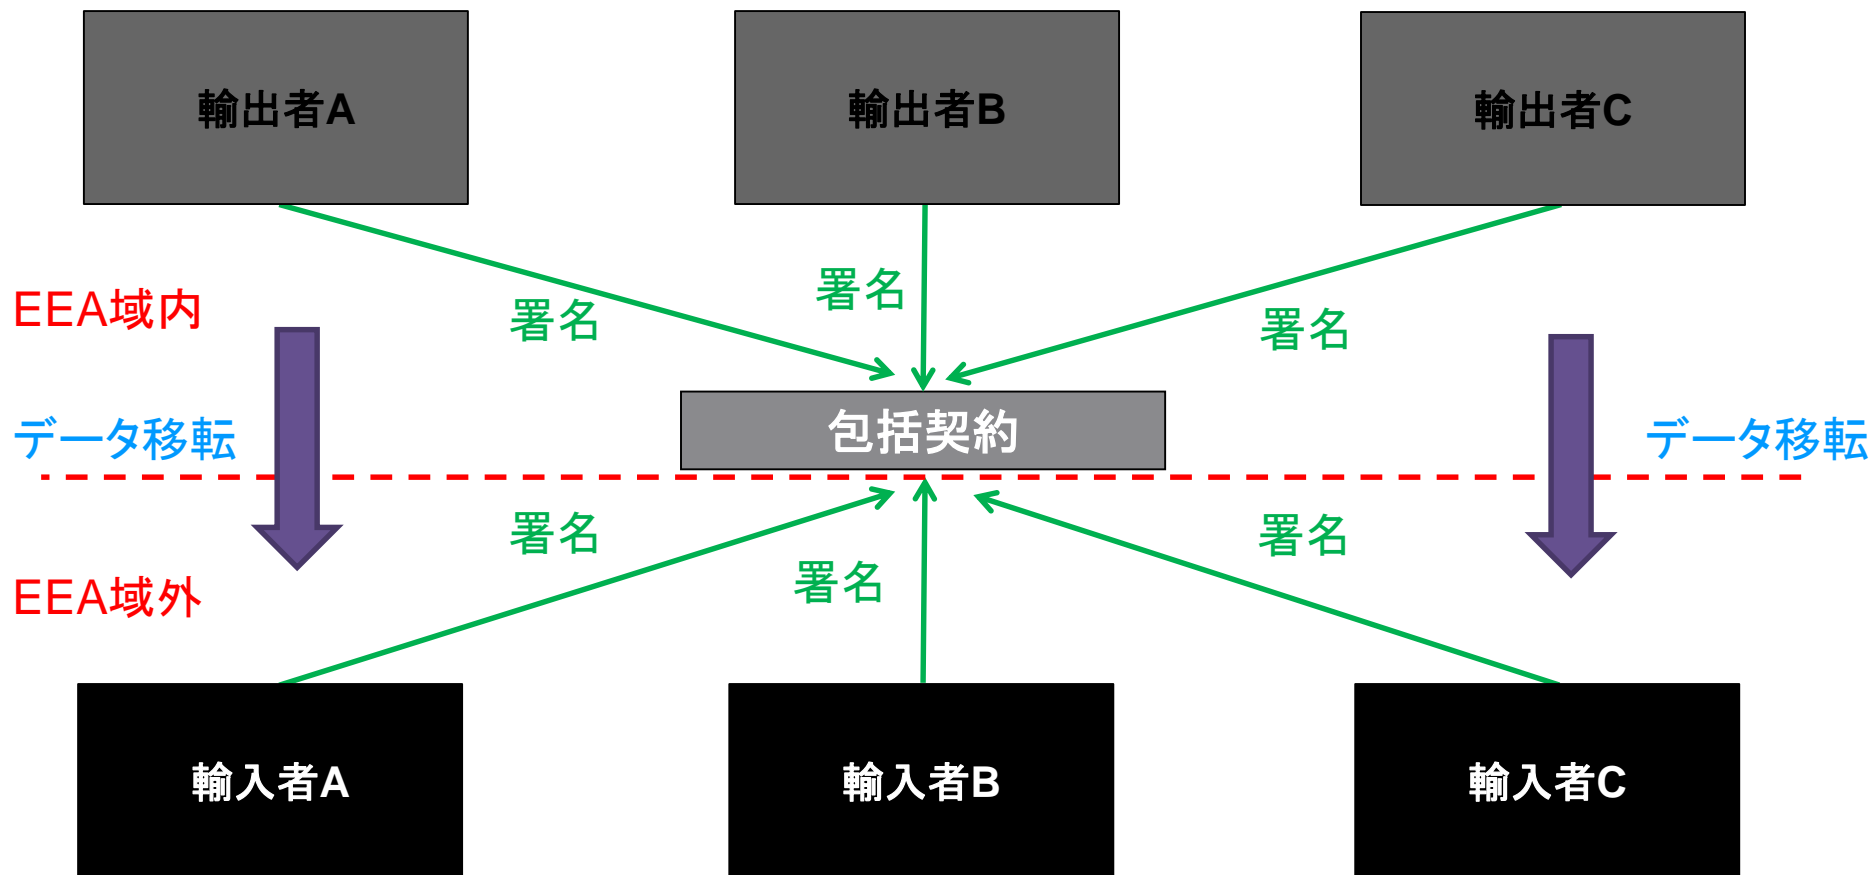 輸出者A
輸出者B
輸出者C
署名
EEA域内
署名
署名
包括契約
データ移転
データ移転
署名
署名
署名
EEA域外
輸入者A
輸入者B
輸入者C